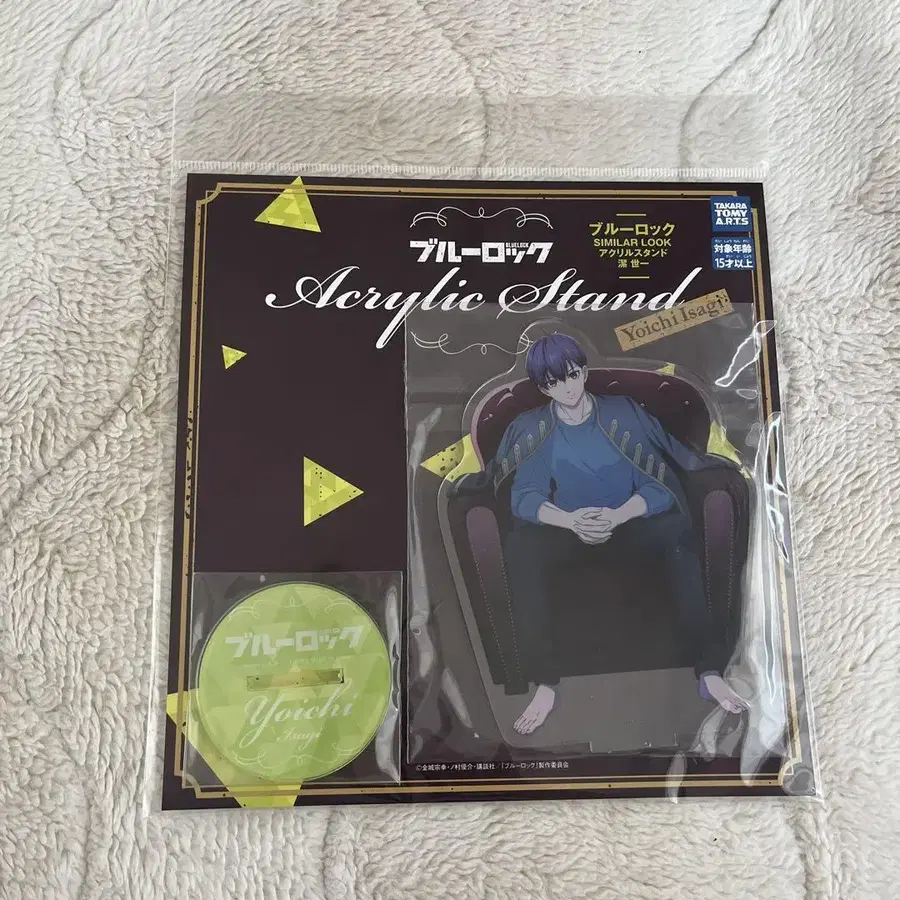 TAKARA
TOMY
A.R.T.S
対象年齢
15才以上
ブルーロック
SIMILAR LOOK
アクリルスタンド
潔 世一
BLUELOCK
ブルーロック
Acrylic Stand
Yoichi Isagi
ブルーロック
Yoichi
Isagi
©金城宗幸・ノ村優介・講談社／「ブルーロック」製作委員会